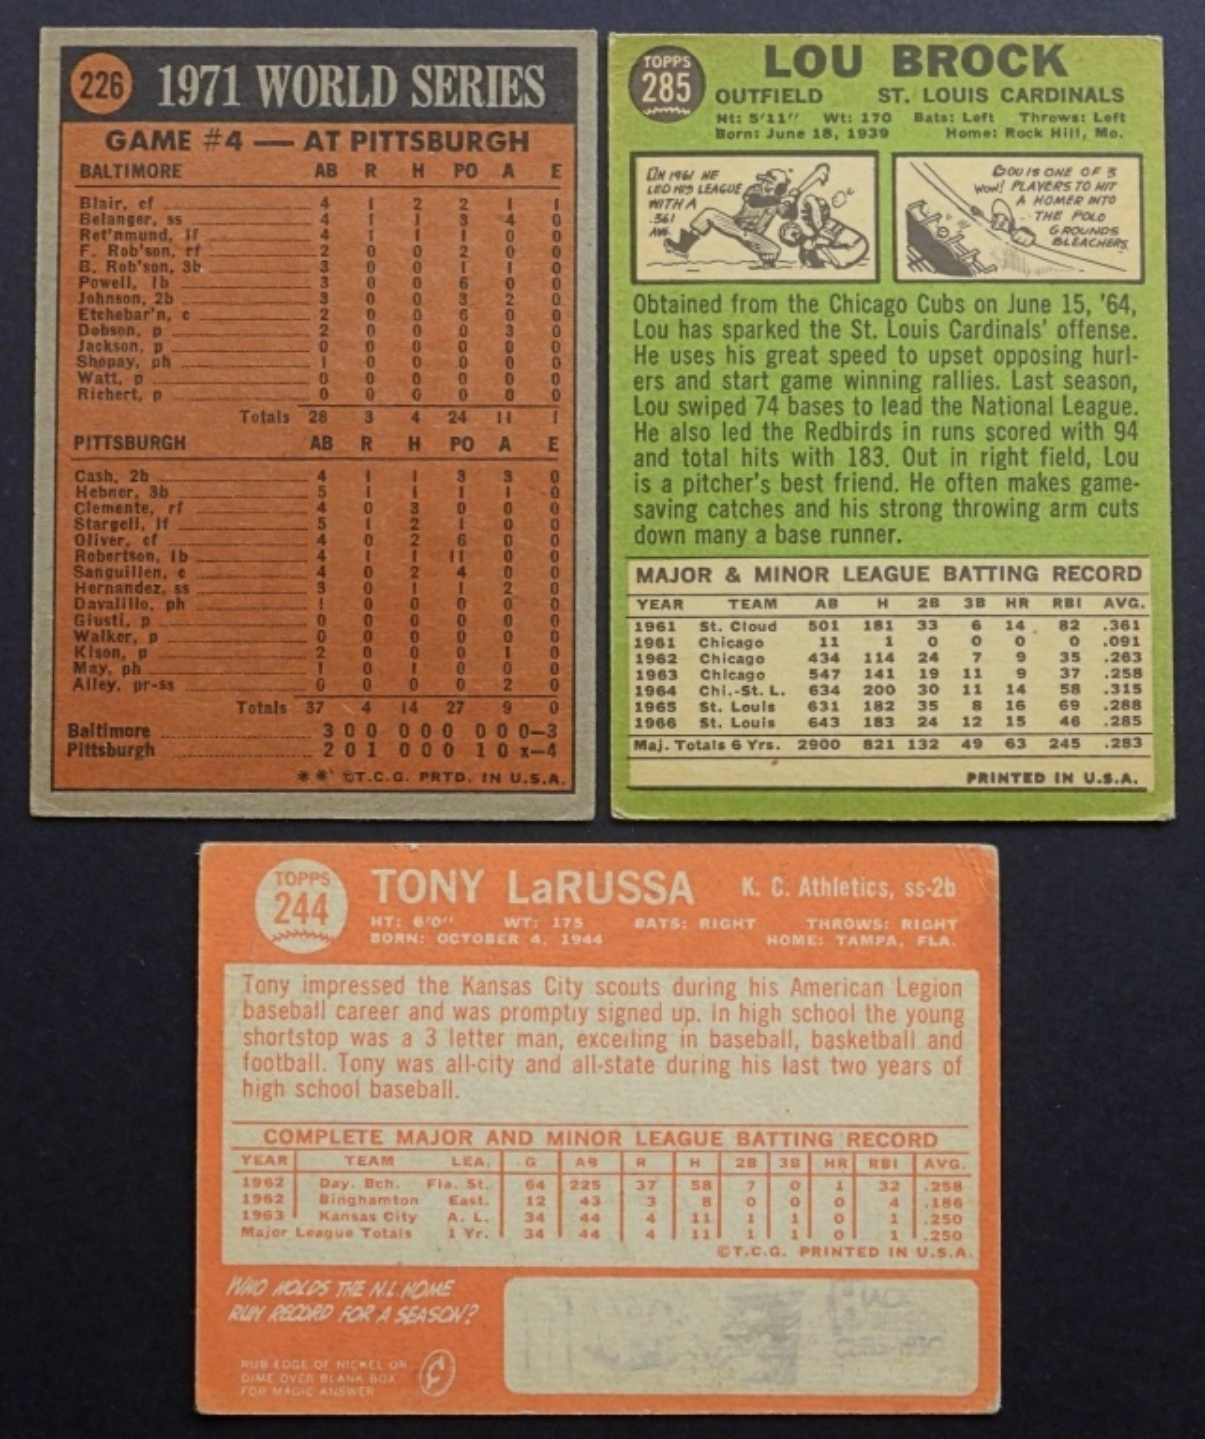 226 1971 WORLD SERIES
GAME #4 — AT PITTSBURGH
BALTIMORE AB R H PO A E
Blair, cf 4 1 2 2 1 1
Belanger, ss 4 1 1 3 4 0
Ret'nmund, lf 4 1 1 1 0 0
F. Rob'son, rf 2 0 0 2 0 0
B. Rob'son, 3b 3 0 0 1 1 0
Powell, 1b 3 0 0 6 0 0
Johnson, 2b 3 0 0 3 2 0
Etchebar'n, c 2 0 0 6 0 0
Dobson, p 2 0 0 0 3 0
Jackson, p 0 0 0 0 0 0
Shopay, ph 1 0 0 0 0 0
Watt, p 0 0 0 0 0 0
Richert, p 0 0 0 0 0 0
Totals 28 3 4 24 11 1
PITTSBURGH AB R H PO A E
Cash, 2b 4 1 1 3 3 0
Hebner, 3b 5 1 1 1 1 0
Clemente, rf 4 0 3 0 0 0
Stargell, lf 5 1 2 1 0 0
Oliver, cf 4 0 2 6 0 0
Robertson, 1b 4 1 1 11 0 0
Sanguillen, c 4 0 2 4 0 0
Hernandez, ss 3 0 1 1 2 0
Davalillo, ph 1 0 0 0 0 0
Giusti, p 0 0 0 0 0 0
Walker, p 0 0 0 0 0 0
Kison, p 2 0 0 0 1 0
May, ph 1 0 1 0 0 0
Alley, pr-ss 0 0 0 0 2 0
Totals 37 4 14 27 9 0
Baltimore 3 0 0 0 0 0 0 0 0—3
Pittsburgh 2 0 1 0 0 0 1 0 x—4
** ©T.C.G. PRTD. IN U.S.A.
TOPPS 285 LOU BROCK
OUTFIELD ST. LOUIS CARDINALS
Ht: 5'11" Wt: 170 Bats: Left Throws: Left
Born: June 18, 1939 Home: Rock Hill, Mo.
IN 1961 HE
LED HIS LEAGUE
WITH A
.361
AVE.
LOU IS ONE OF 3
WOW! PLAYERS TO HIT
A HOMER INTO
THE POLO
GROUNDS
BLEACHERS
Obtained from the Chicago Cubs on June 15, '64,
Lou has sparked the St. Louis Cardinals' offense.
He uses his great speed to upset opposing hurl-
ers and start game winning rallies. Last season,
Lou swiped 74 bases to lead the National League.
He also led the Redbirds in runs scored with 94
and total hits with 183. Out in right field, Lou
is a pitcher's best friend. He often makes game-
saving catches and his strong throwing arm cuts
down many a base runner.
MAJOR & MINOR LEAGUE BATTING RECORD
YEAR TEAM AB H 2B 3B HR RBI AVG.
1961 St. Cloud 501 181 33 6 14 82 .361
1961 Chicago 11 1 0 0 0 0 .091
1962 Chicago 434 114 24 7 9 35 .263
1963 Chicago 547 141 19 11 9 37 .258
1964 Chi.-St. L. 634 200 30 11 14 58 .315
1965 St. Louis 631 182 35 8 16 69 .288
1966 St. Louis 643 183 24 12 15 46 .285
Maj. Totals 6 Yrs. 2900 821 132 49 63 245 .283
PRINTED IN U.S.A.
TOPPS 244 TONY LaRUSSA K. C. Athletics, ss-2b
HT: 6'0" WT: 175 BATS: RIGHT THROWS: RIGHT
BORN: OCTOBER 4, 1944 HOME: TAMPA, FLA.
Tony impressed the Kansas City scouts during his American Legion
baseball career and was promptly signed up. In high school the young
shortstop was a 3 letter man, excelling in baseball, basketball and
football. Tony was all-city and all-state during his last two years of
high school baseball.
COMPLETE MAJOR AND MINOR LEAGUE BATTING RECORD
YEAR TEAM LEA. G AB R H 2B 3B HR RBI AVG.
1962 Day. Bch. Fla. St. 64 225 37 58 7 0 1 32 .258
1962 Binghamton East. 12 43 3 8 0 0 0 4 .186
1963 Kansas City A. L. 34 44 4 11 1 1 0 1 .250
Major League Totals 1 Yr. 34 44 4 11 1 1 0 1 .250
©T.C.G. PRINTED IN U.S.A.
WHO HOLDS THE N.L. HOME
RUN RECORD FOR A SEASON?
RUB EDGE OF NICKEL OR
DIME OVER BLANK BOX
FOR MAGIC ANSWER